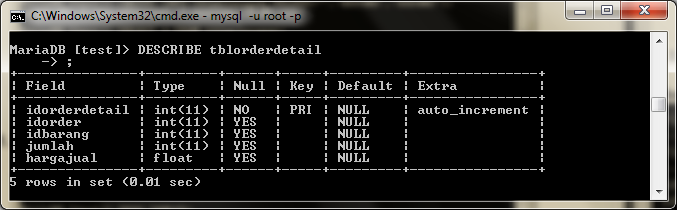 C:\Windows\System32\cmd.exe - mysql -u root -p
MariaDB [test]> DESCRIBE tblorderdetail
    -> ;
+---------------+---------+------+-----+---------+----------------+
| Field         | Type    | Null | Key | Default | Extra          |
+---------------+---------+------+-----+---------+----------------+
| idorderdetail | int(11) | NO   | PRI | NULL    | auto_increment |
| idorder       | int(11) | YES  |     | NULL    |                |
| idbarang      | int(11) | YES  |     | NULL    |                |
| jumlah        | int(11) | YES  |     | NULL    |                |
| hargajual     | float   | YES  |     | NULL    |                |
+---------------+---------+------+-----+---------+----------------+
5 rows in set (0.01 sec)